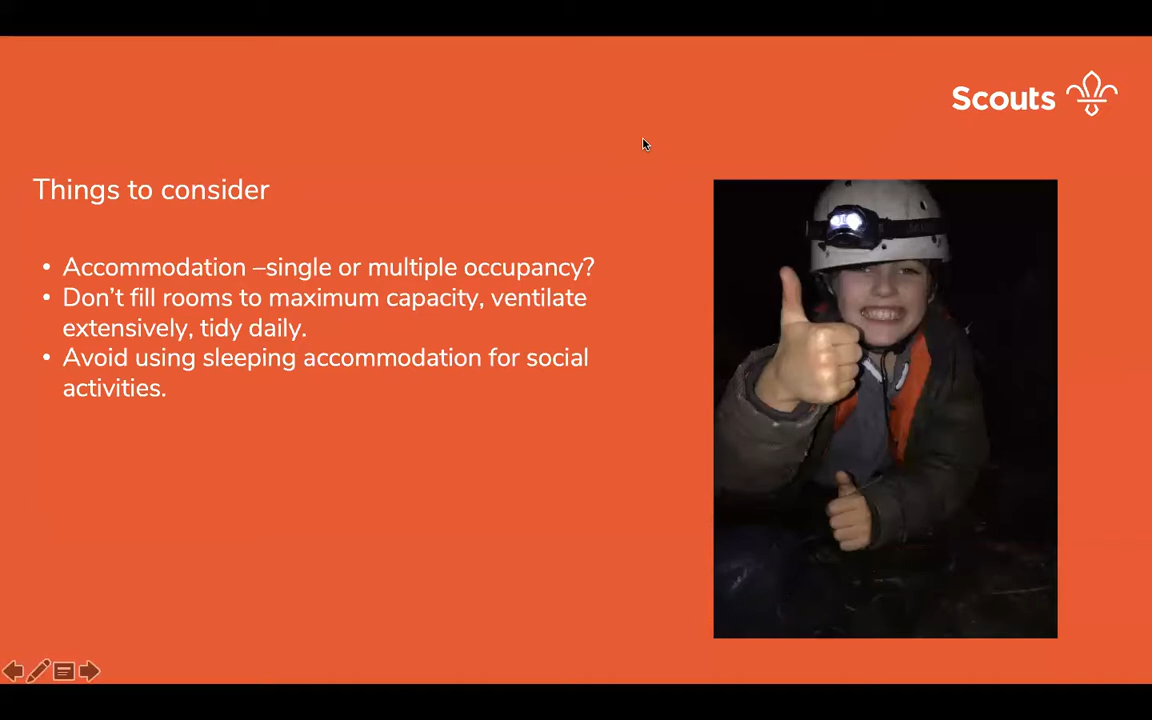 Scouts
Things to consider
• Accommodation –single or multiple occupancy?
• Don’t fill rooms to maximum capacity, ventilate
extensively, tidy daily.
• Avoid using sleeping accommodation for social
activities.